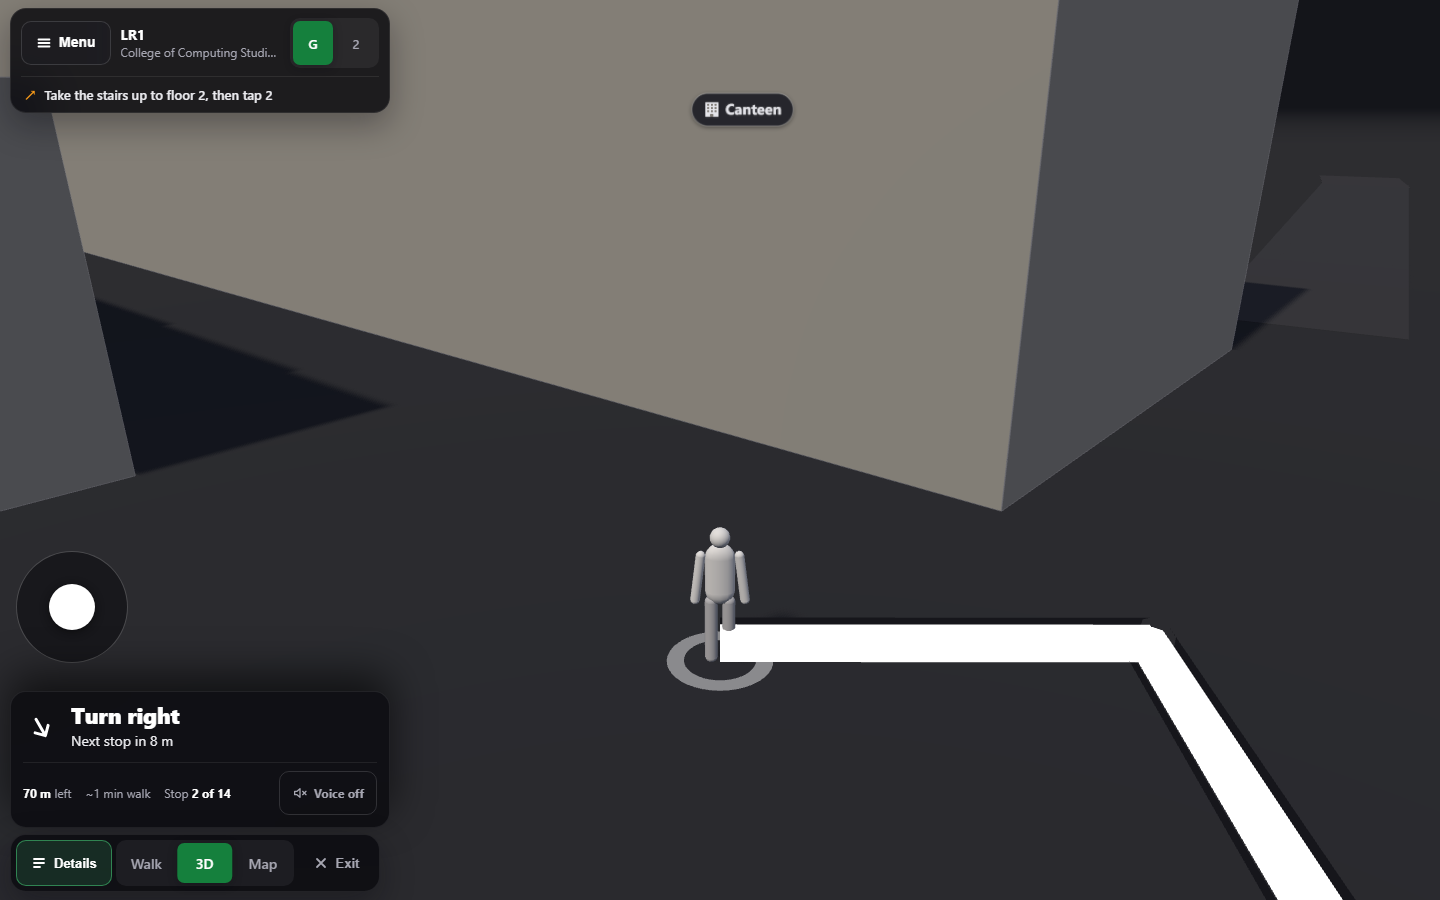 Menu
LR1
College of Computing Studi...
G
2
Take the stairs up to floor 2, then tap 2
Canteen
Turn right
Next stop in 8 m
70 m left
~1 min walk
Stop 2 of 14
Voice off
Details
Walk
3D
Map
Exit